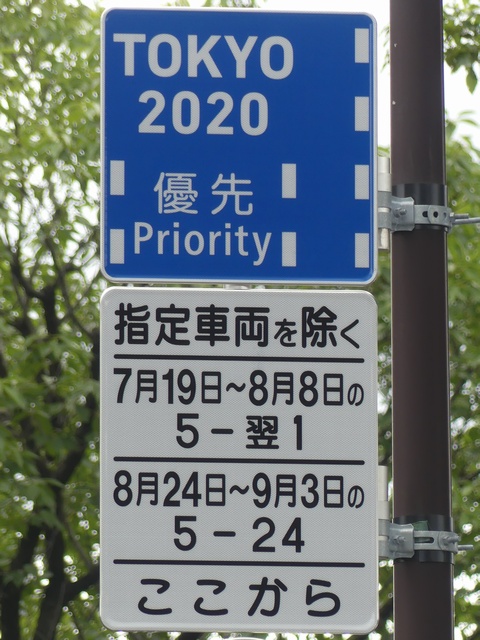 TOKYO
2020
優先
Priority
指定車両を除く
7月19日～8月8日の
5-翌1
8月24日～9月3日の
5-24
ここから